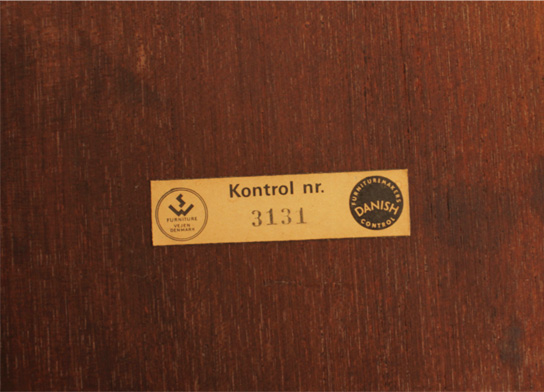 Kontrol nr.
3131
FURNITURE
VEJEN
DENMARK
FURNITUREMAKERS
DANISH
CONTROL